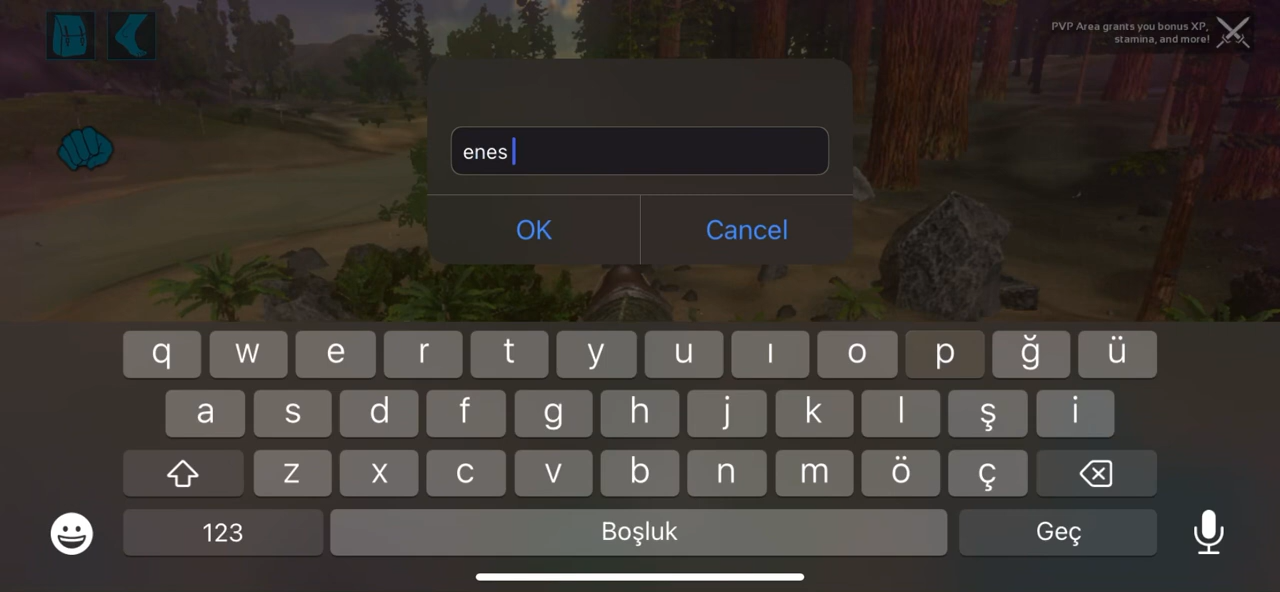 PVP Area grants you bonus XP,
stamina, and more!
enes
OK Cancel
q w e r t y u ı o p ğ ü
a s d f g h j k l ş i
z x c v b n m ö ç
123 Boşluk Geç